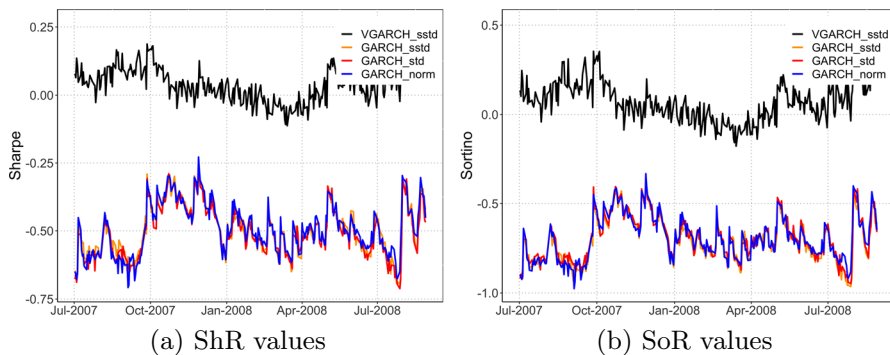 VGARCH_sstd
GARCH_sstd
GARCH_std
GARCH_norm
0.25
0.00
-0.25
-0.50
-0.75
Sharpe
Jul-2007 Oct-2007 Jan-2008 Apr-2008 Jul-2008
(a) ShR values
VGARCH_sstd
GARCH_sstd
GARCH_std
GARCH_norm
0.5
0.0
-0.5
-1.0
Sortino
Jul-2007 Oct-2007 Jan-2008 Apr-2008 Jul-2008
(b) SoR values